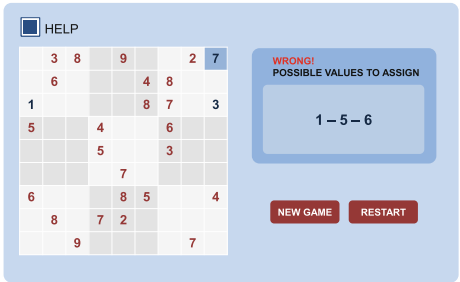 HELP
3 8 9 2 7
6 4 8
1 8 7 3
5 4 6
5 3
7
6 8 5 4
8 7 2
9 7
WRONG!
POSSIBLE VALUES TO ASSIGN
1 – 5 – 6
NEW GAME RESTART